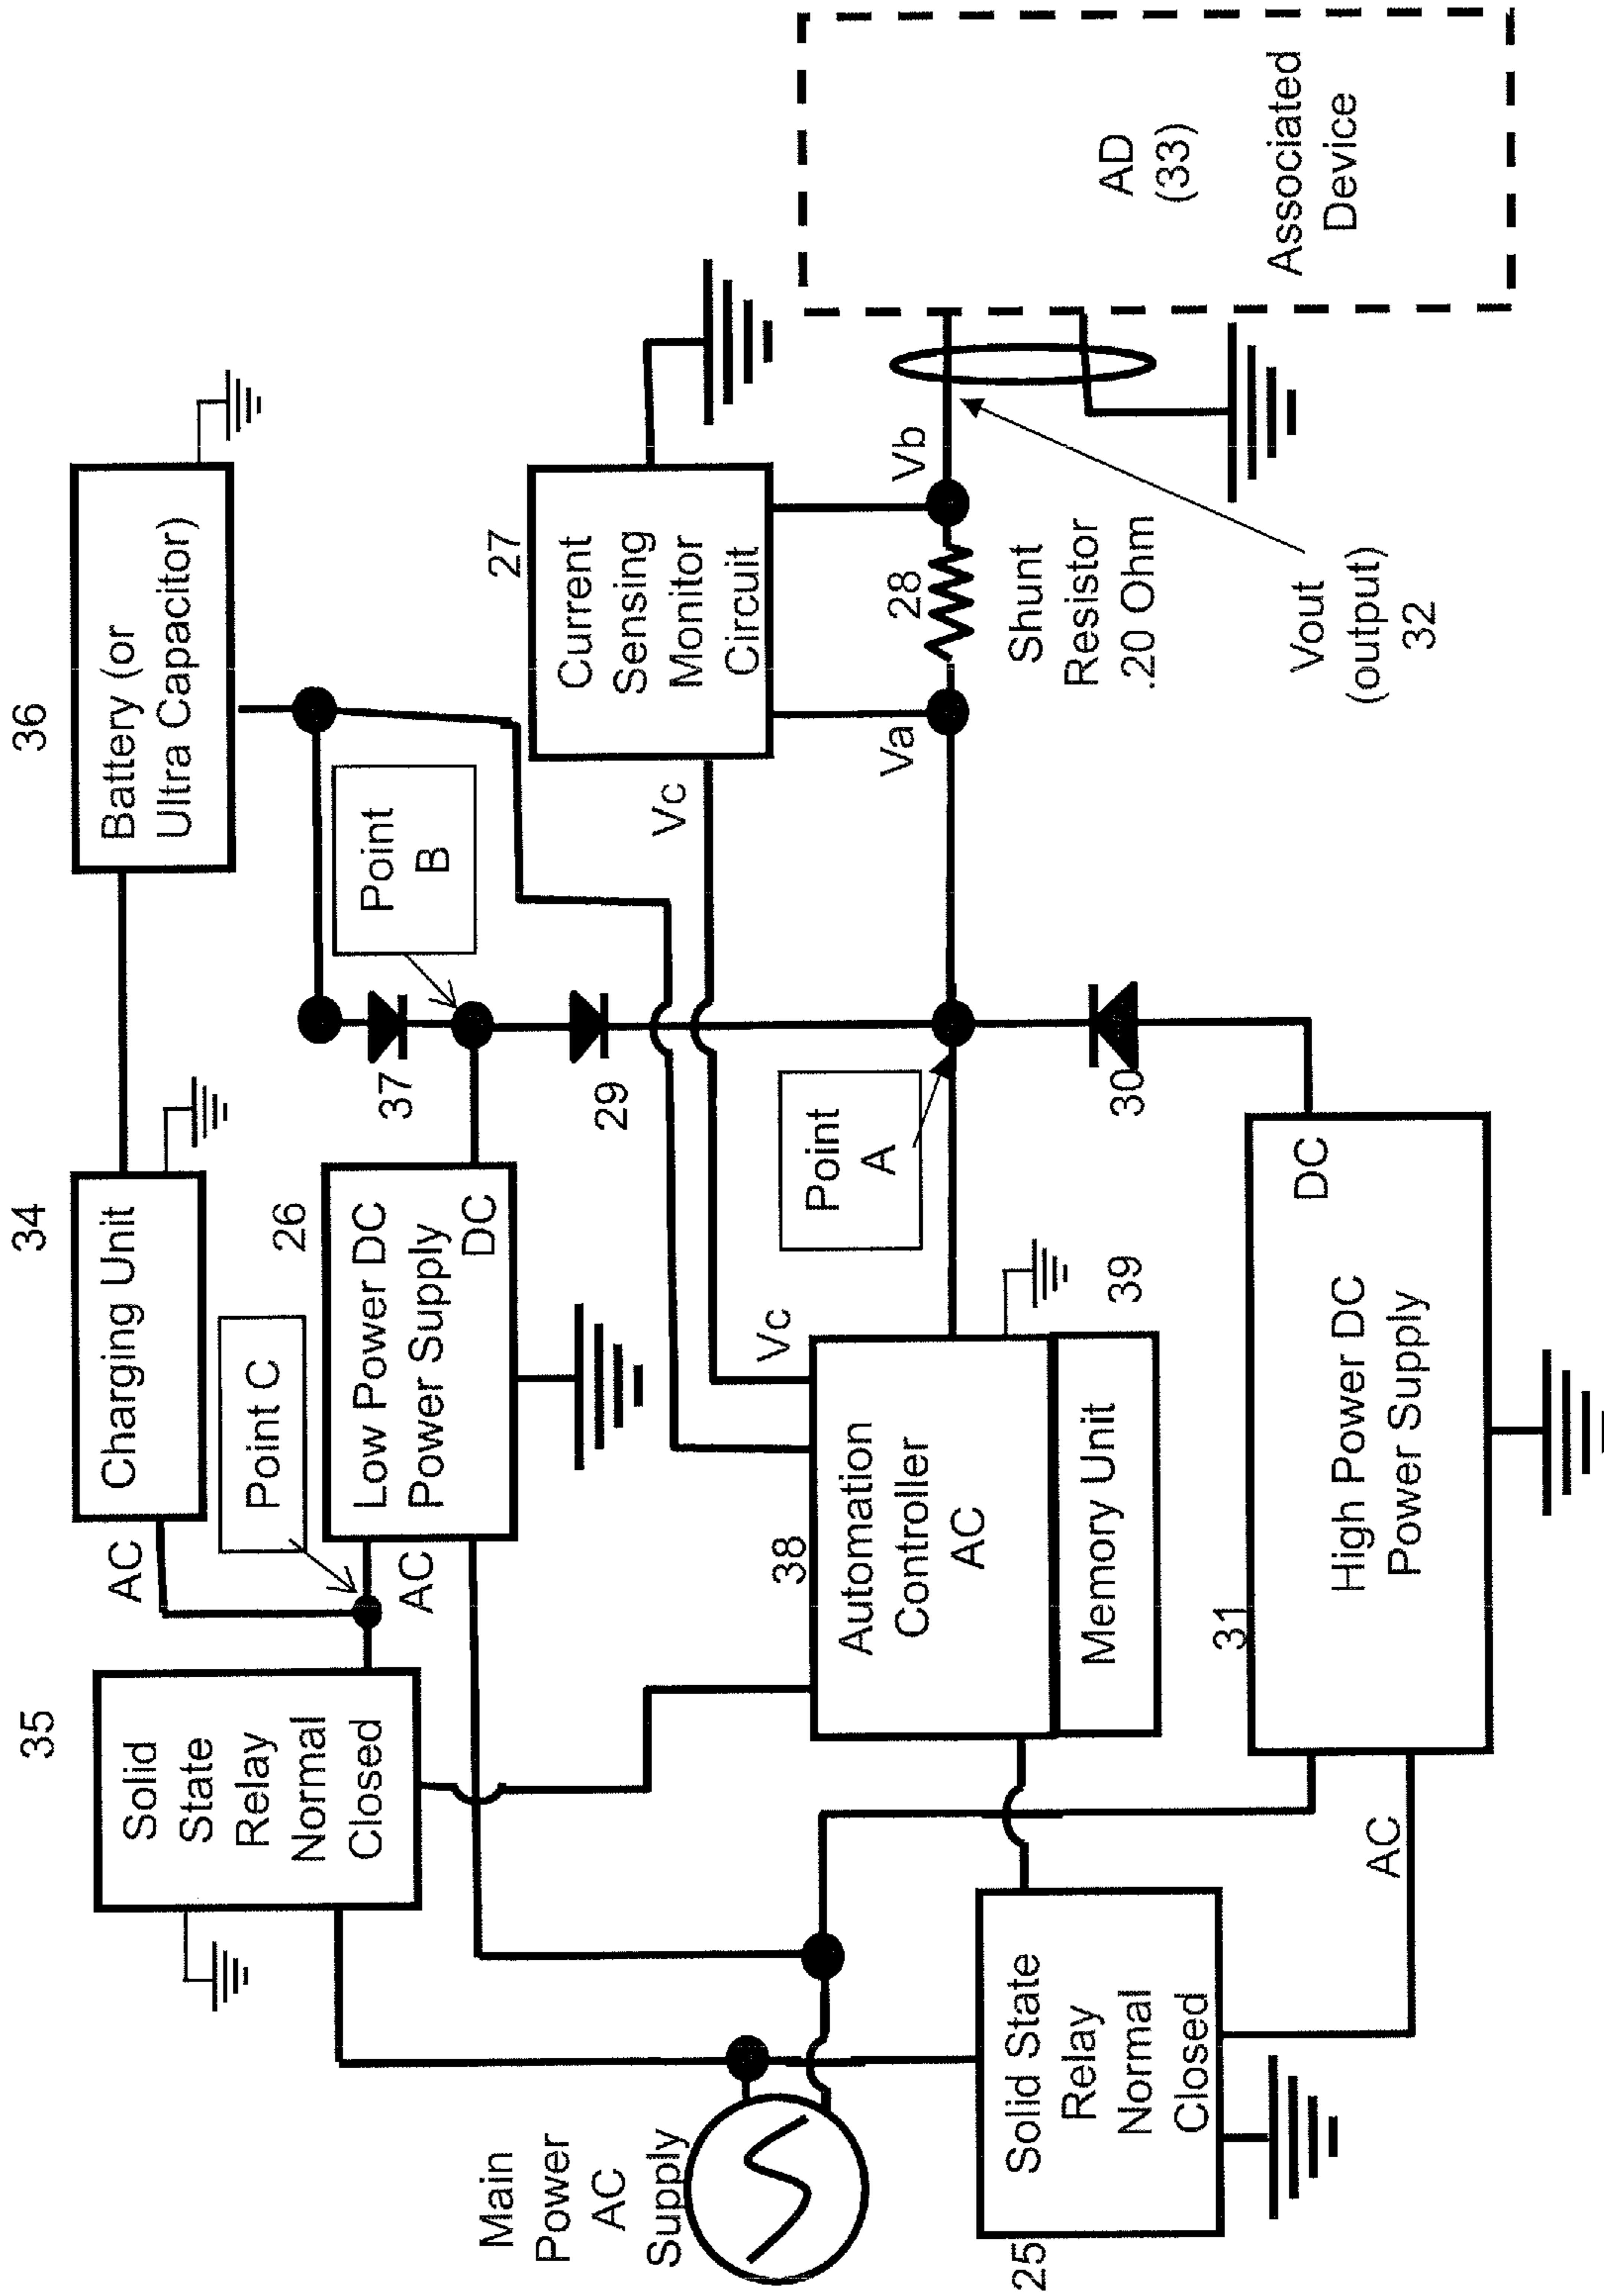 35
Solid
State
Relay
Normal
Closed
34
Charging Unit
AC
Point C
36
Battery (or
Ultra Capacitor)
26
Low Power DC
Power Supply
DC
AC
37
Point
B
29
27
Current
Sensing
Monitor
Circuit
Vc
Vc
Main
Power
AC
Supply
38
Automation
Controller
AC
Memory Unit
39
Point
A
Va
Vb
28
Shunt
Resistor
.20 Ohm
AD
(33)
Associated
Device
25
Solid State
Relay
Normal
Closed
AC
31
High Power DC
Power Supply
DC
30
Vout
(output)
32